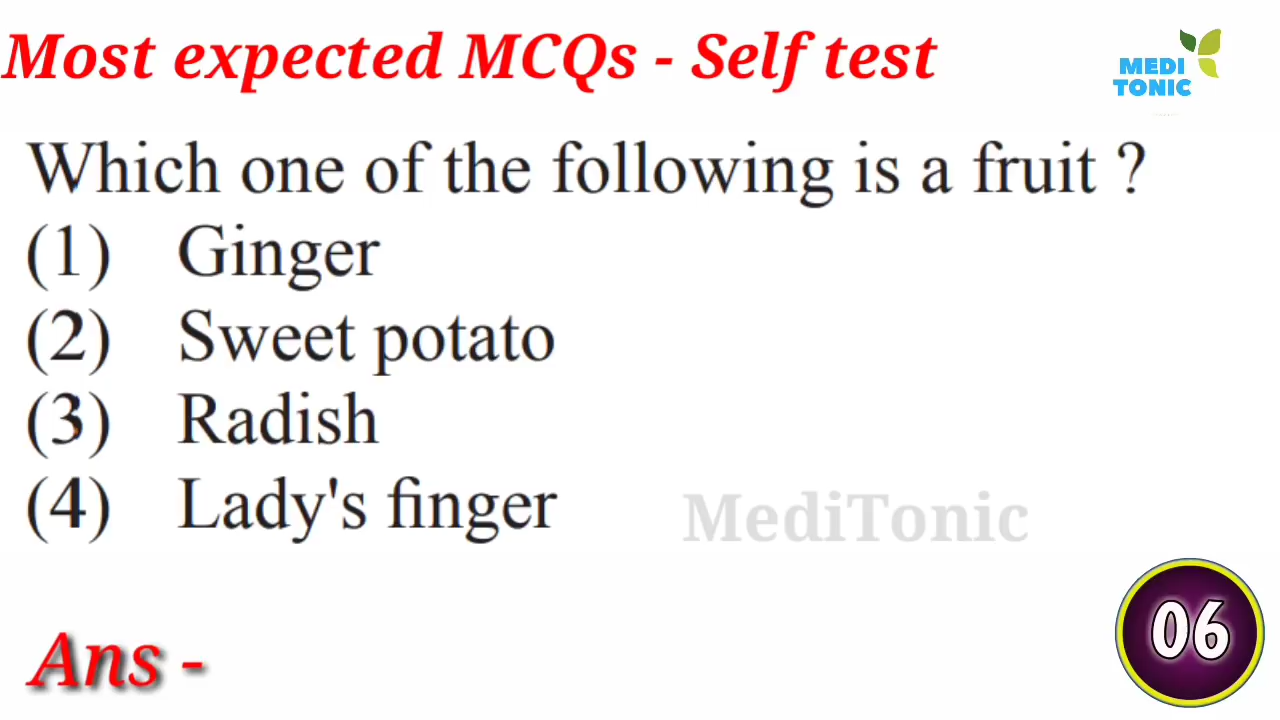 Most expected MCQs - Self test
MEDI
TONIC
Which one of the following is a fruit ?
(1) Ginger
(2) Sweet potato
(3) Radish
(4) Lady's finger
MediTonic
06
Ans -